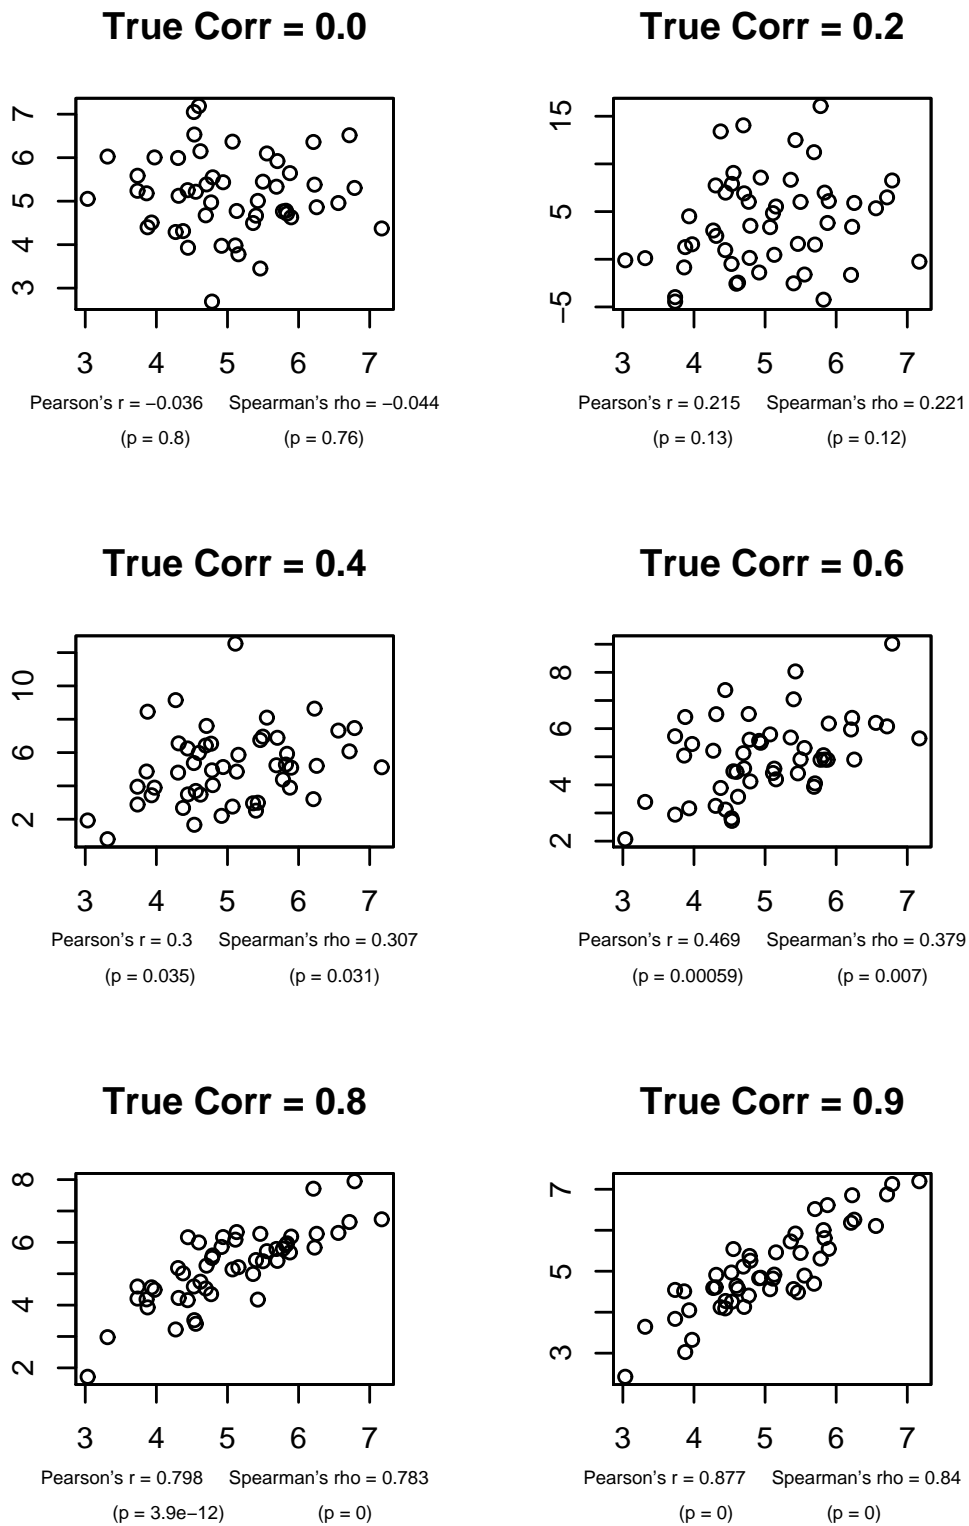 True Corr = 0.0
7
6
5
4
3
3 4 5 6 7
Pearson's r = −0.036 Spearman's rho = −0.044
(p = 0.8) (p = 0.76)
True Corr = 0.2
15
5
−5
3 4 5 6 7
Pearson's r = 0.215 Spearman's rho = 0.221
(p = 0.13) (p = 0.12)
True Corr = 0.4
10
6
2
3 4 5 6 7
Pearson's r = 0.3 Spearman's rho = 0.307
(p = 0.035) (p = 0.031)
True Corr = 0.6
8
6
4
2
3 4 5 6 7
Pearson's r = 0.469 Spearman's rho = 0.379
(p = 0.00059) (p = 0.007)
True Corr = 0.8
8
6
4
2
3 4 5 6 7
Pearson's r = 0.798 Spearman's rho = 0.783
(p = 3.9e−12) (p = 0)
True Corr = 0.9
7
5
3
3 4 5 6 7
Pearson's r = 0.877 Spearman's rho = 0.84
(p = 0) (p = 0)